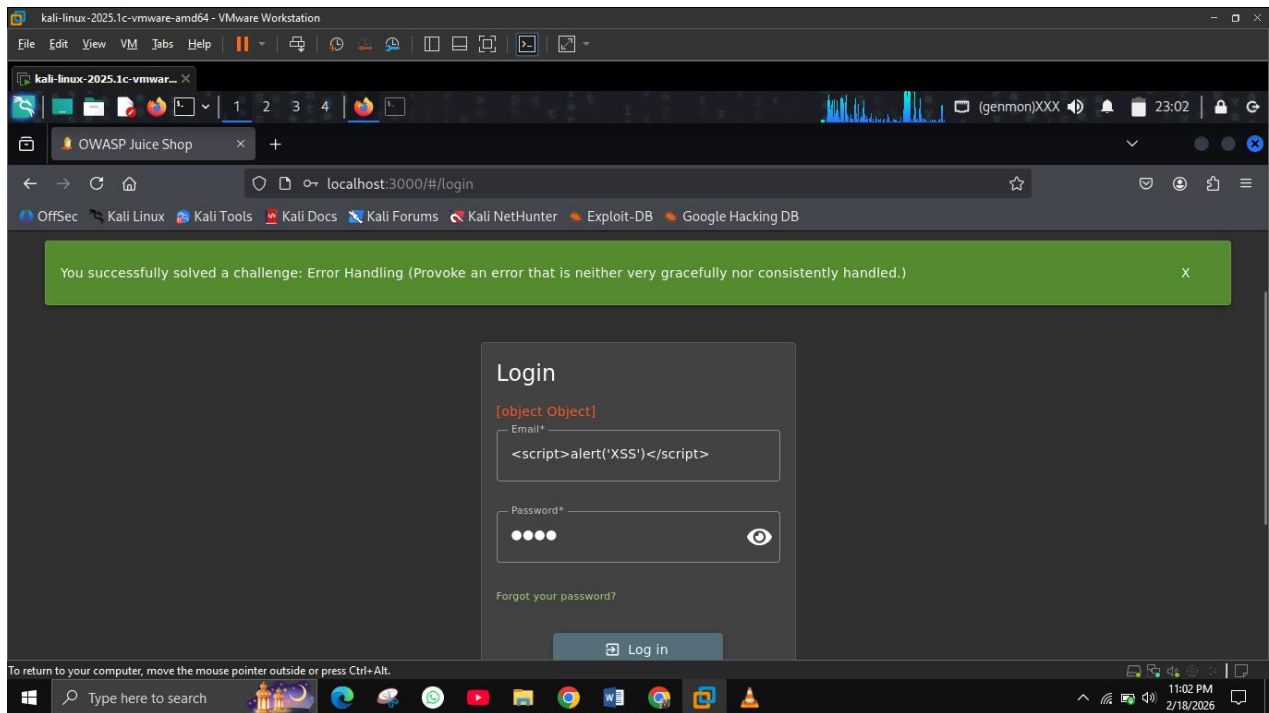 kali-linux-2025.1c-vmware-amd64 - VMware Workstation
File Edit View VM Tabs Help
kali-linux-2025.1c-vmwar...
1 2 3 4 (genmon)XXX 23:02
OWASP Juice Shop
localhost:3000/#/login
OffSec Kali Linux Kali Tools Kali Docs Kali Forums Kali NetHunter Exploit-DB Google Hacking DB
You successfully solved a challenge: Error Handling (Provoke an error that is neither very gracefully nor consistently handled.) X
Login
[object Object]
Email*
<script>alert('XSS')</script>
Password*
Forgot your password?
Log in
To return to your computer, move the mouse pointer outside or press Ctrl+Alt.
Type here to search
11:02 PM
2/18/2026